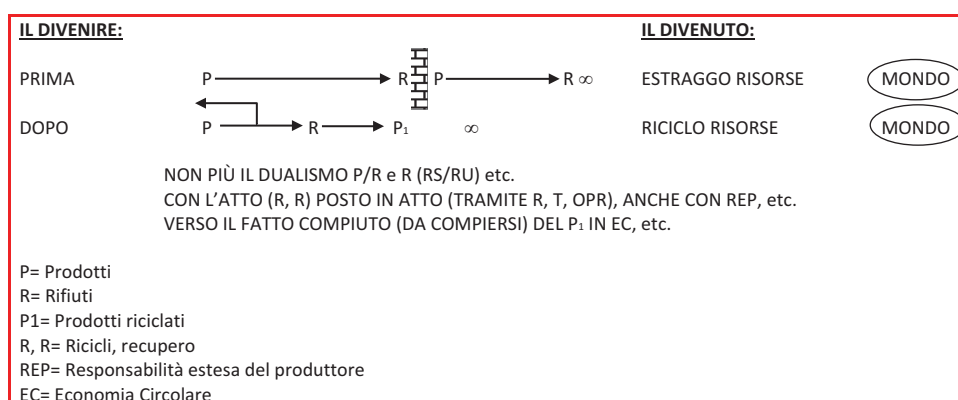 IL DIVENIRE: IL DIVENUTO:
PRIMA P R P R ∞ ESTRAGGO RISORSE MONDO
DOPO P R P₁ ∞ RICICLO RISORSE MONDO
NON PIÙ IL DUALISMO P/R e R (RS/RU) etc.
CON L’ATTO (R, R) POSTO IN ATTO (TRAMITE R, T, OPR), ANCHE CON REP, etc.
VERSO IL FATTO COMPIUTO (DA COMPIERSI) DEL P₁ IN EC, etc.
P= Prodotti
R= Rifiuti
P1= Prodotti riciclati
R, R= Ricicli, recupero
REP= Responsabilità estesa del produttore
EC= Economia Circolare